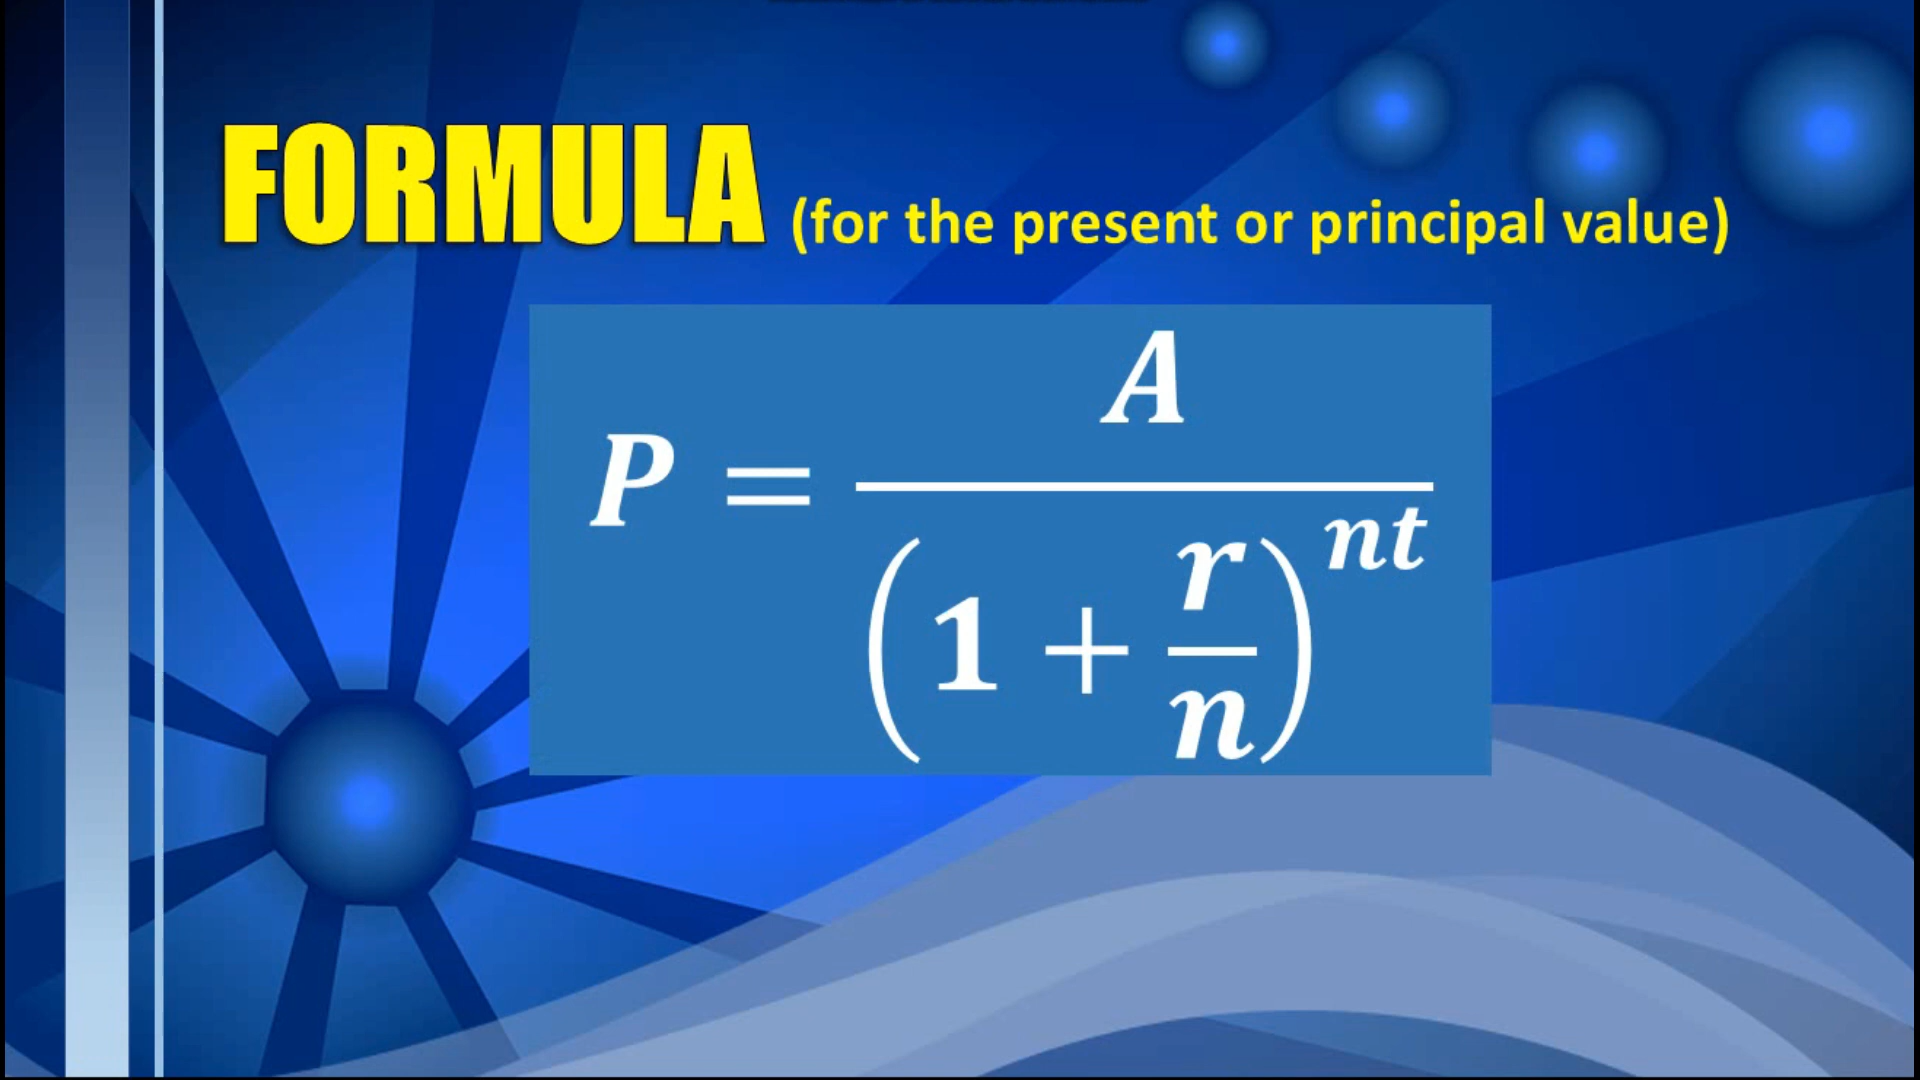 FORMULA (for the present or principal value)
P = A / (1 + r/n)^nt